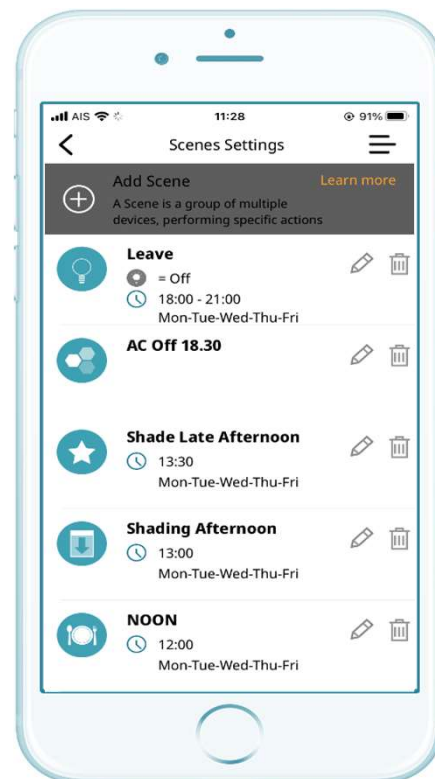 AIS 11:28 91%
Scenes Settings
Add Scene Learn more
A Scene is a group of multiple
devices, performing specific actions
Leave
= Off
18:00 - 21:00
Mon-Tue-Wed-Thu-Fri
AC Off 18.30
Shade Late Afternoon
13:30
Mon-Tue-Wed-Thu-Fri
Shading Afternoon
13:00
Mon-Tue-Wed-Thu-Fri
NOON
12:00
Mon-Tue-Wed-Thu-Fri